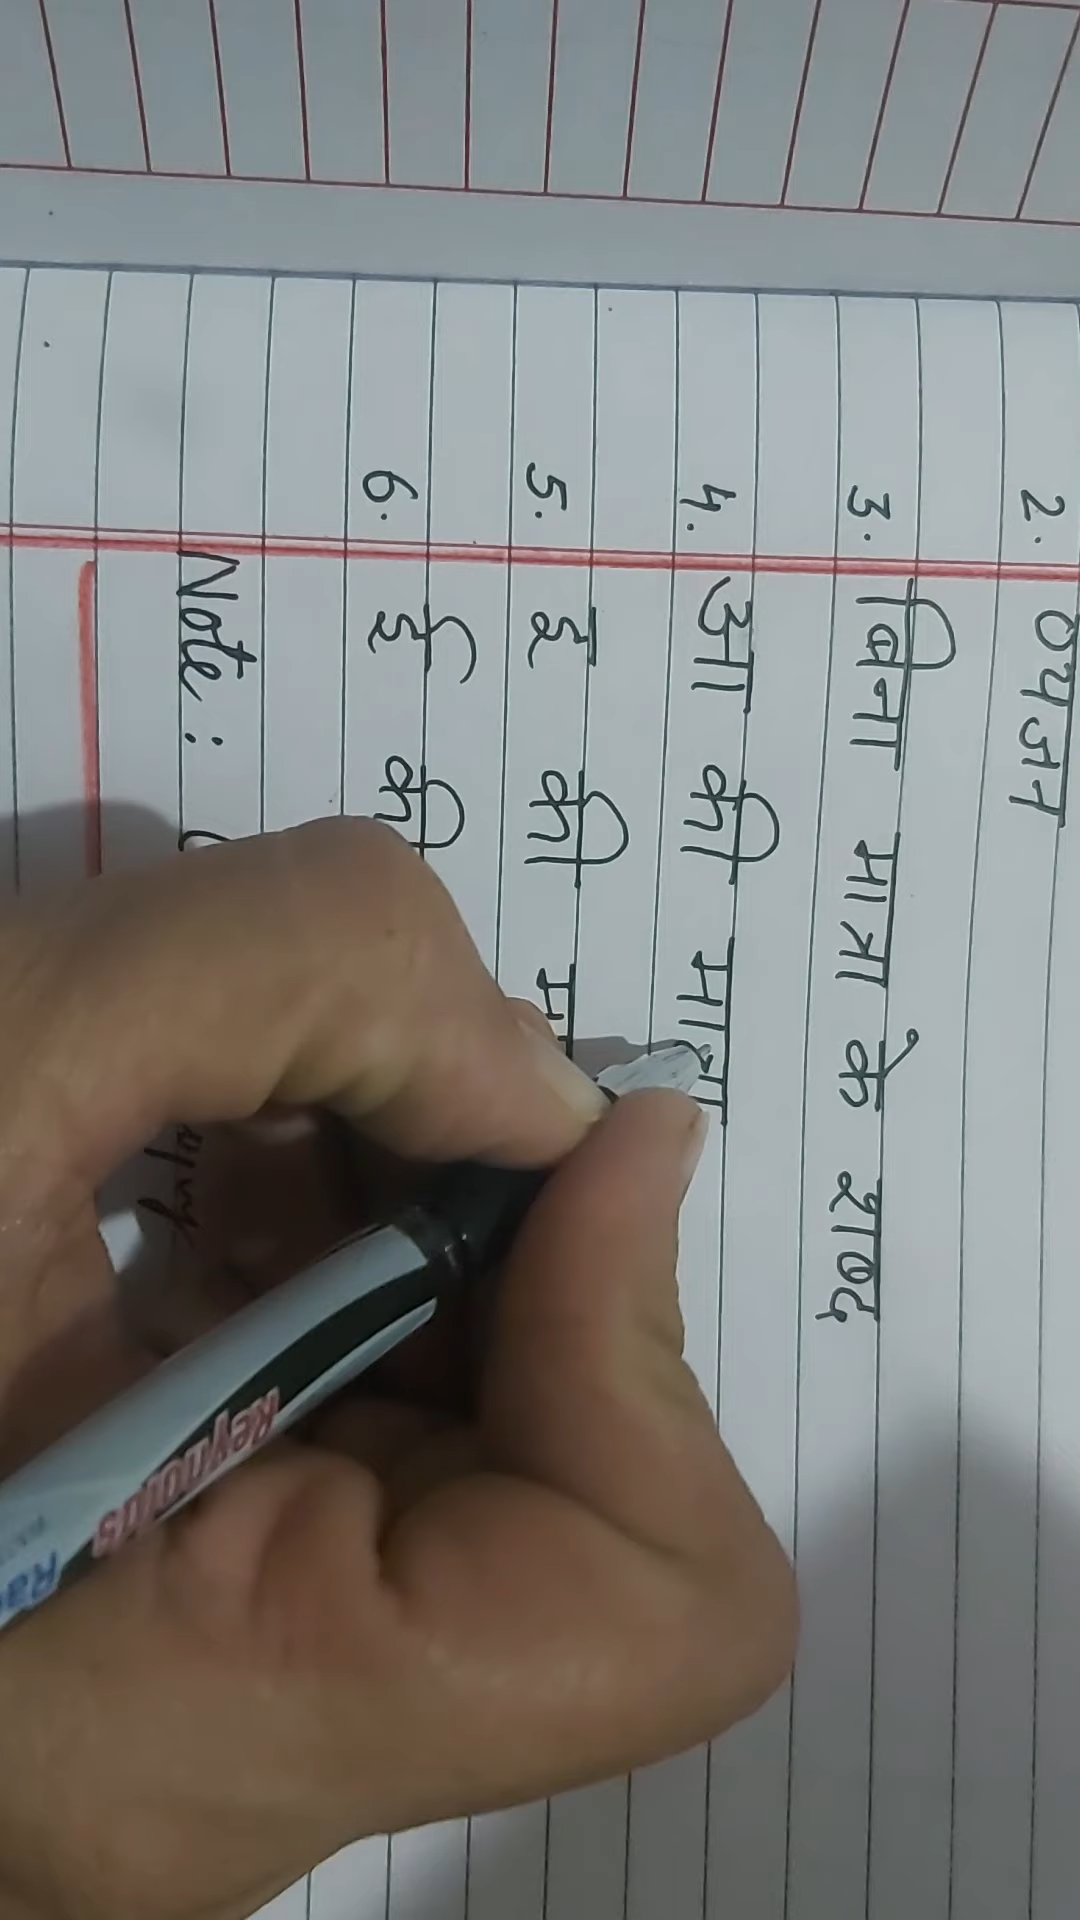 2. व्यंजन
3. बिना मात्रा के शब्द
4. आ की मात्रा
5. इ की
6. ई की
Note:
Reynolds